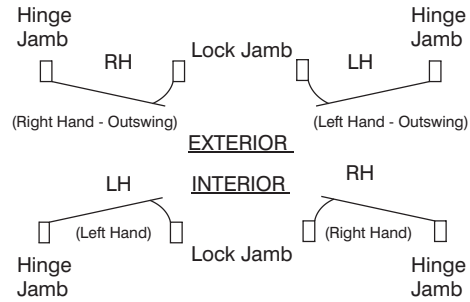 Hinge
Jamb
Hinge
Jamb
RH
Lock Jamb
LH
(Right Hand - Outswing)
(Left Hand - Outswing)
EXTERIOR
LH
INTERIOR
RH
(Left Hand)
(Right Hand)
Hinge
Jamb
Lock Jamb
Hinge
Jamb